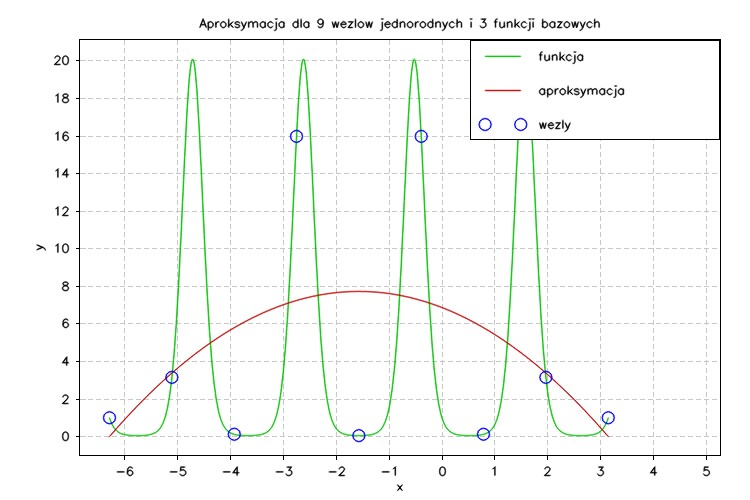 Aproksymacja dla 9 wezlow jednorodnych i 3 funkcji bazowych
funkcja
aproksymacja
wezly
y
20
18
16
14
12
10
8
6
4
2
0
−6 −5 −4 −3 −2 −1 0 1 2 3 4 5
x